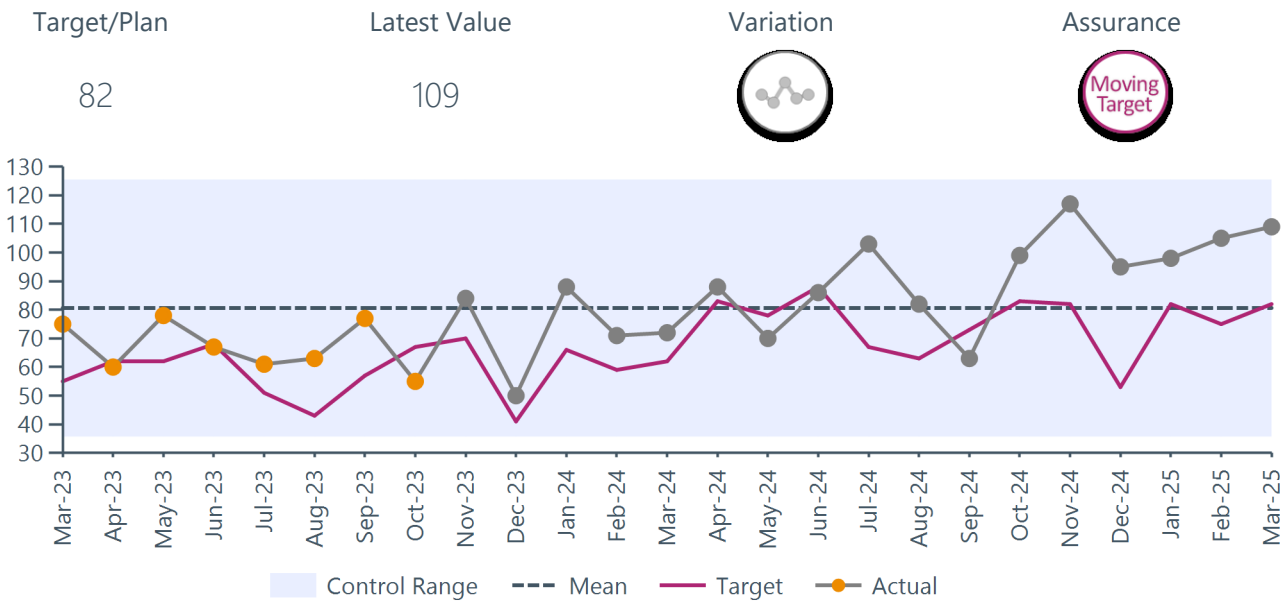 Target/Plan Latest Value Variation Assurance
82 109
Moving
Target
130
120
110
100
90
80
70
60
50
40
30
Mar-23 Apr-23 May-23 Jun-23 Jul-23 Aug-23 Sep-23 Oct-23 Nov-23 Dec-23 Jan-24 Feb-24 Mar-24 Apr-24 May-24 Jun-24 Jul-24 Aug-24 Sep-24 Oct-24 Nov-24 Dec-24 Jan-25 Feb-25 Mar-25
Control Range Mean Target Actual